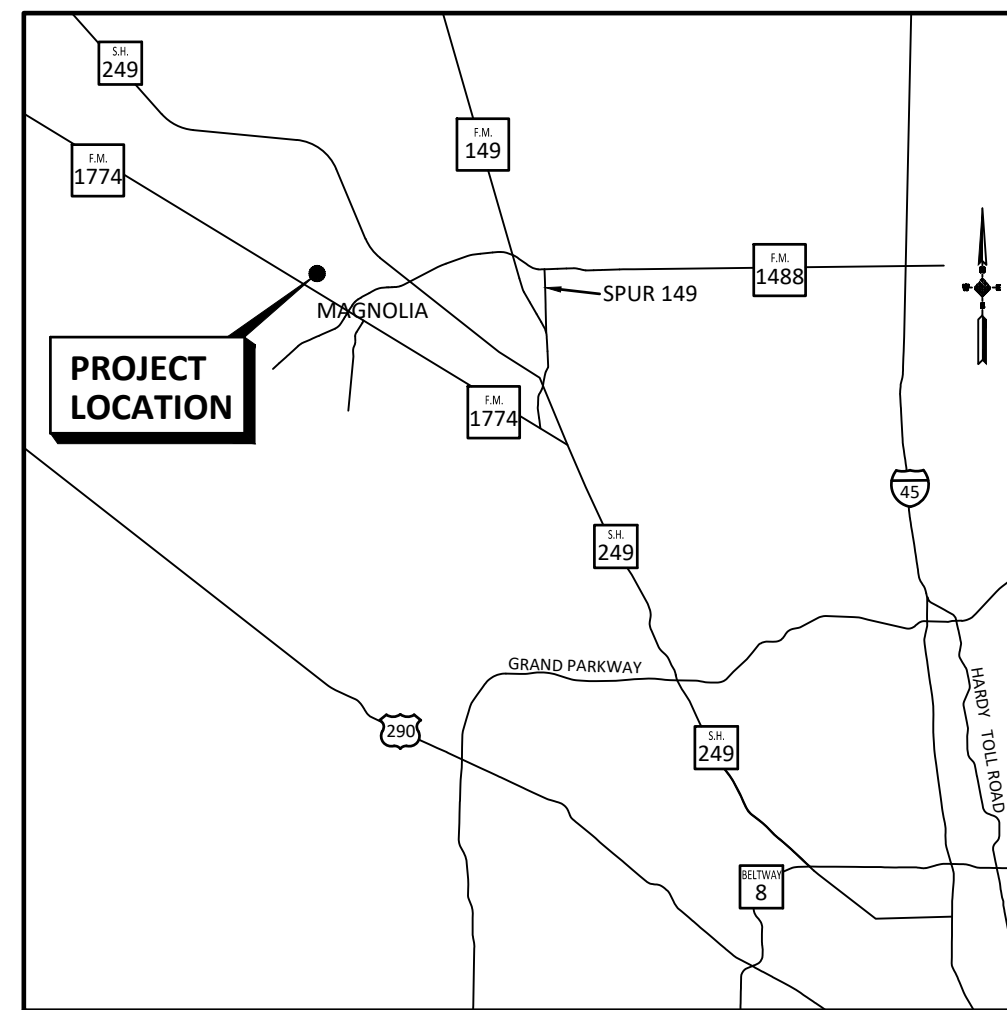 S.H.
249
F.M.
1774
F.M.
149
F.M.
1488
SPUR 149
MAGNOLIA
PROJECT
LOCATION
F.M.
1774
45
S.H.
249
GRAND PARKWAY
HARDY TOLL ROAD
290
S.H.
249
BELTWAY
8